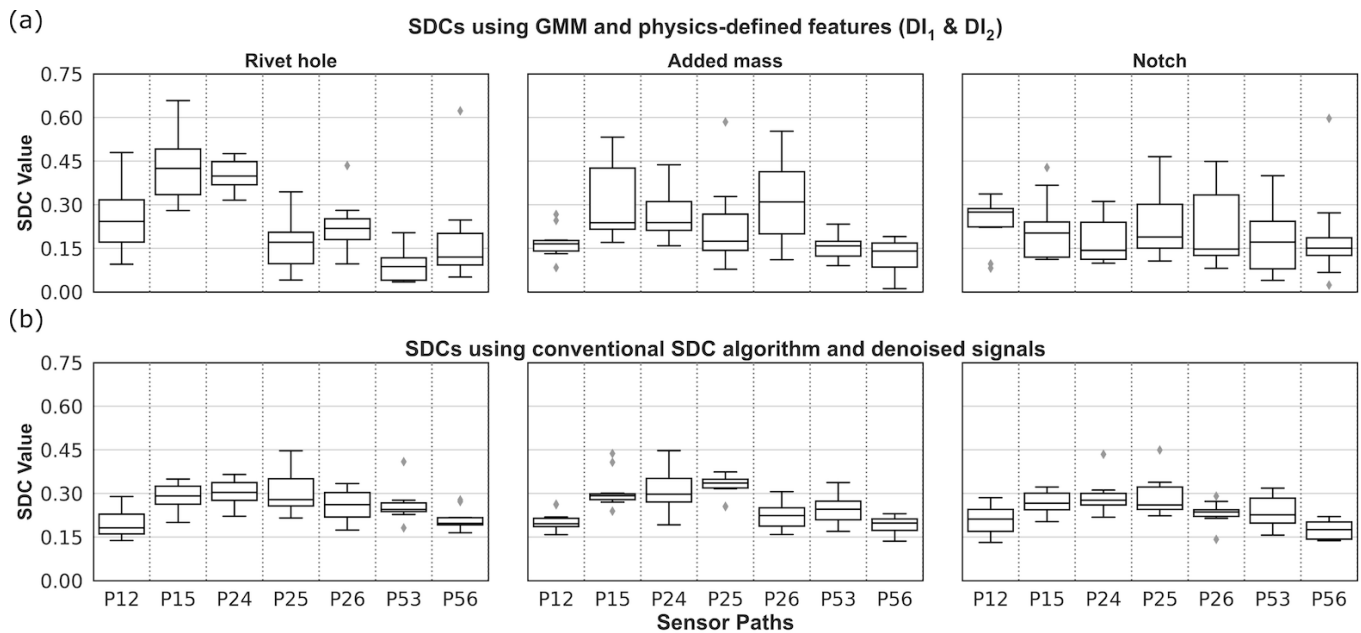 (a)
SDCs using GMM and physics-defined features (DI1 & DI2)
Rivet hole Added mass Notch
SDC Value
0.75
0.60
0.45
0.30
0.15
0.00
(b)
SDCs using conventional SDC algorithm and denoised signals
SDC Value
0.75
0.60
0.45
0.30
0.15
0.00
P12 P15 P24 P25 P26 P53 P56 P12 P15 P24 P25 P26 P53 P56 P12 P15 P24 P25 P26 P53 P56
Sensor Paths